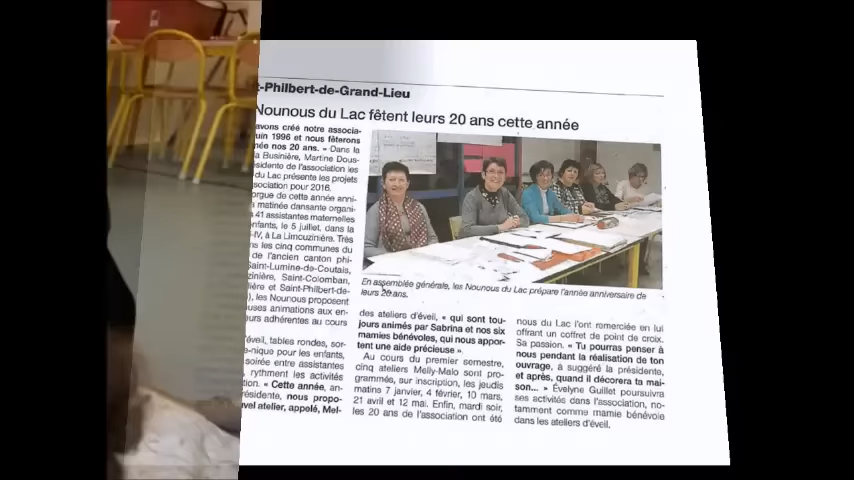 t-Philbert-de-Grand-Lieu
Nounous du Lac fêtent leurs 20 ans cette année
avons créé notre associa-
uin 1996 et nous fêterons
née nos 20 ans. » Dans la
la Businière, Martine Dous-
ésidente de l'association les
du Lac présente les projets
sociation pour 2016.
orgue de cette année anni-
matinée dansante organi-
41 assistantes maternelles
enfants, le 5 juillet, dans la
-IV, à La Limouzinière. Très
ns les cinq communes du
de l'ancien canton phi-
Saint-Lumine-de-Coutais,
zinière, Saint-Colomban,
lière et Saint-Philbert-de-
), les Nounous proposent
uses animations aux en-
urs adhérentes au cours
'éveil, tables rondes, sor-
e-nique pour les enfants,
soirée entre assistantes
, rythment les activités
tion. « Cette année, an-
résidente, nous propo-
vel atelier, appelé, Mel-
En assemblée générale, les Nounous du Lac prépare l'année anniversaire de
leurs 20 ans.
des ateliers d'éveil, « qui sont tou-
jours animés par Sabrina et nos six
mamies bénévoles, qui nous appor-
tent une aide précieuse ».
Au cours du premier semestre,
cinq ateliers Melly-Malo sont pro-
grammés, sur inscription, les jeudis
matins 7 janvier, 4 février, 10 mars,
21 avril et 12 mai. Enfin, mardi soir,
les 20 ans de l'association ont été
nous du Lac l'ont remerciée en lui
offrant un coffret de point de croix.
Sa passion. « Tu pourras penser à
nous pendant la réalisation de ton
ouvrage, a suggéré la présidente,
et après, quand il décorera ta mai-
son... » Évelyne Guillet poursuivra
ses activités dans l'association, no-
tamment comme mamie bénévole
dans les ateliers d'éveil.